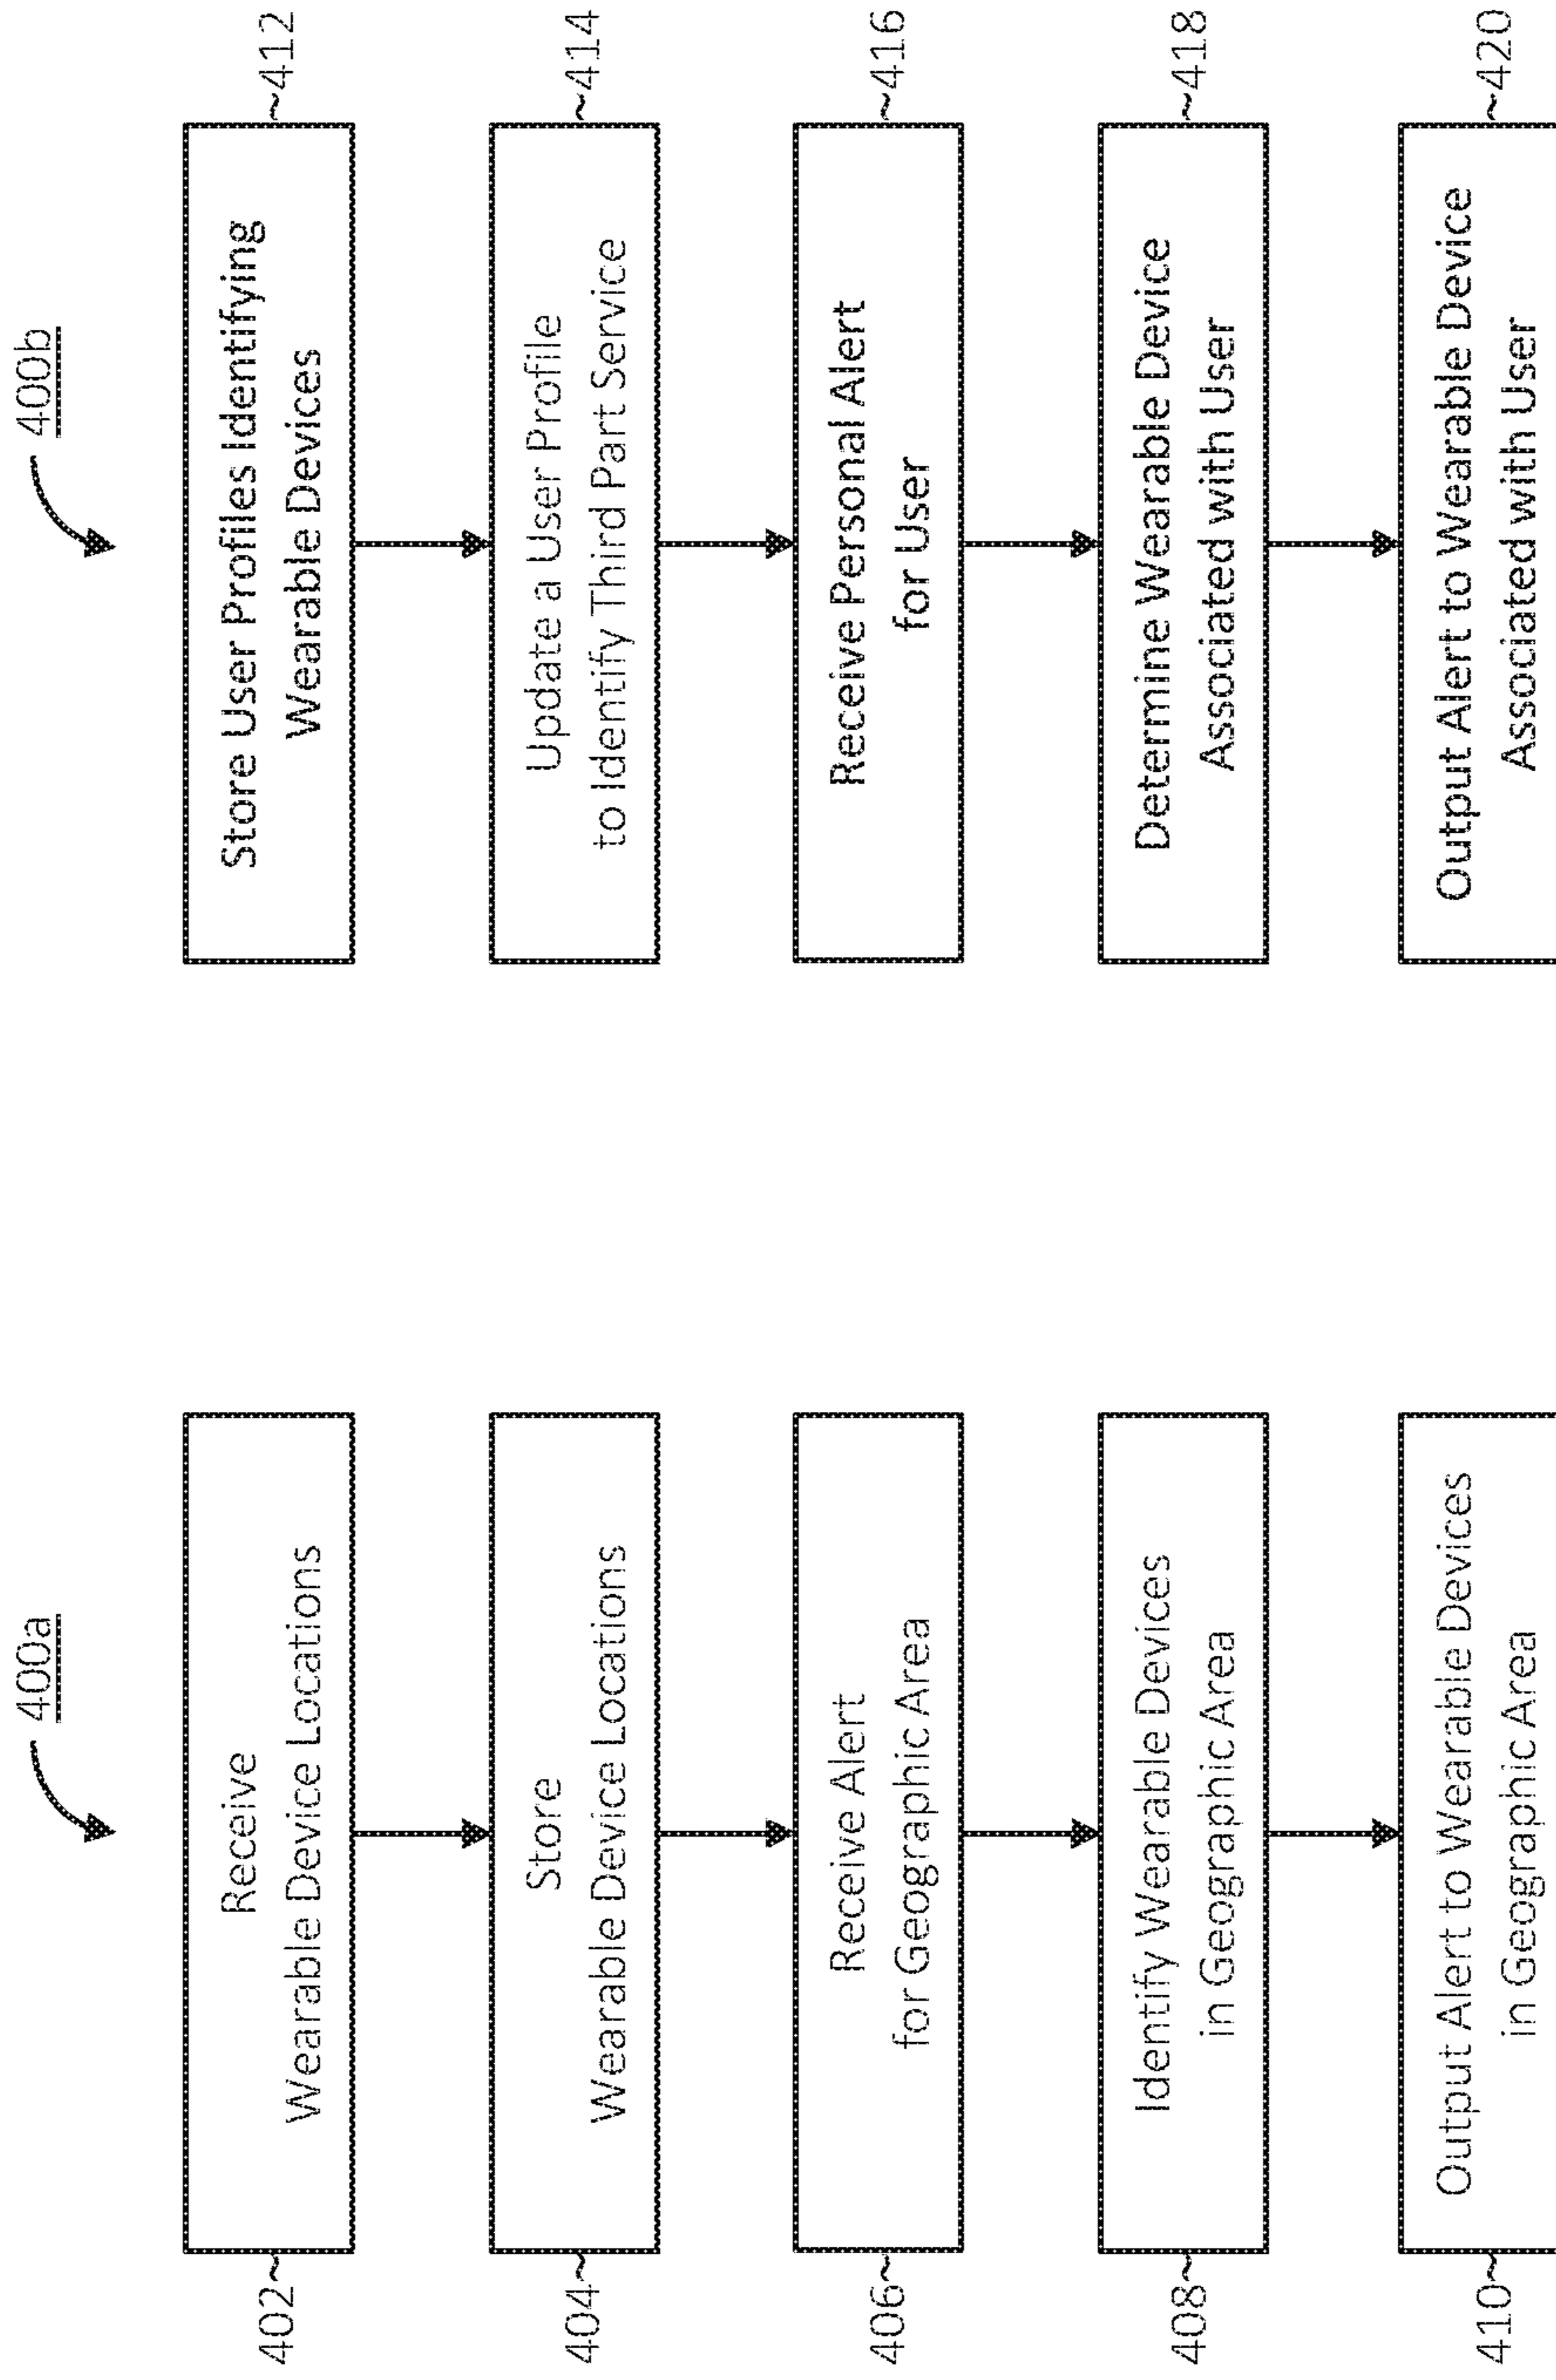 400a
402~
Receive
Wearable Device Locations
404~
Store
Wearable Device Locations
406~
Receive Alert
for Geographic Area
408~
Identify Wearable Devices
in Geographic Area
410~
Output Alert to Wearable Devices
in Geographic Area
400b
Store User Profiles Identifying
Wearable Devices
~412
Update a User Profile
to Identify Third Part Service
~414
Receive Personal Alert
for User
~416
Determine Wearable Device
Associated with User
~418
Output Alert to Wearable Device
Associated with User
~420